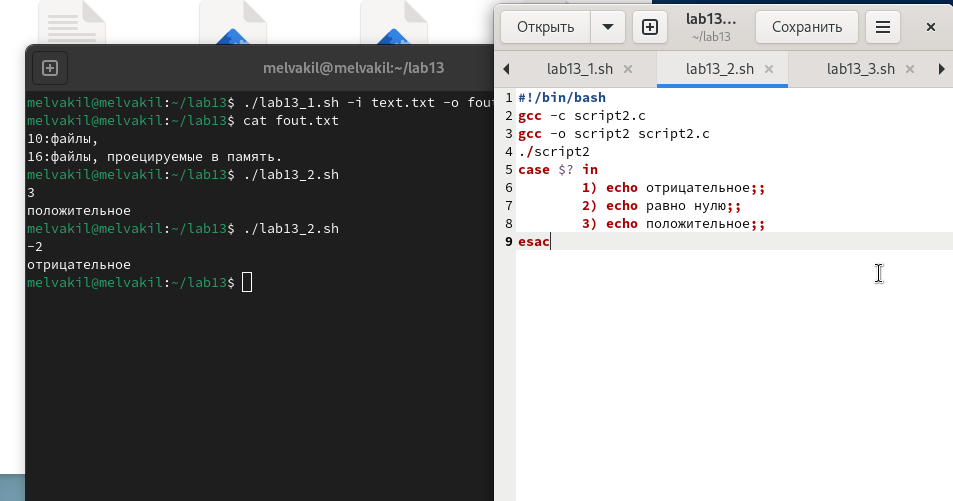 Открыть
lab13...
~/lab13
Сохранить
lab13_1.sh
lab13_2.sh
lab13_3.sh
1 #!/bin/bash
2 gcc -c script2.c
3 gcc -o script2 script2.c
4 ./script2
5 case $? in
6 1) echo отрицательное;;
7 2) echo равно нулю;;
8 3) echo положительное;;
9 esac
melvakil@melvakil:~/lab13
melvakil@melvakil:~/lab13$ ./lab13_1.sh -i text.txt -o fou
melvakil@melvakil:~/lab13$ cat fout.txt
10:файлы,
16:файлы, проецируемые в память.
melvakil@melvakil:~/lab13$ ./lab13_2.sh
3
положительное
melvakil@melvakil:~/lab13$ ./lab13_2.sh
-2
отрицательное
melvakil@melvakil:~/lab13$